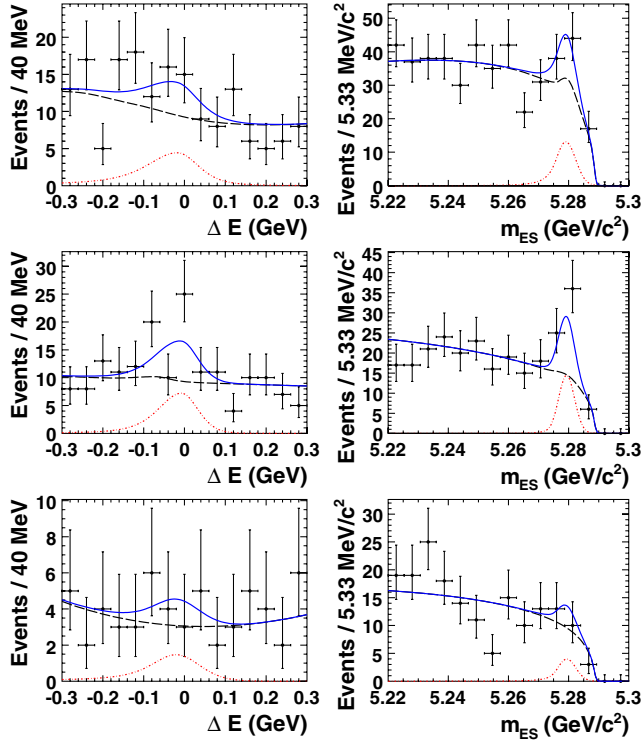 Events / 40 MeV
20
15
10
5
0
-0.3 -0.2 -0.1 0 0.1 0.2 0.3
Δ E (GeV)
Events / 5.33 MeV/c²
50
40
30
20
10
0
5.22 5.24 5.26 5.28 5.3
m_ES (GeV/c²)
Events / 40 MeV
30
25
20
15
10
5
0
-0.3 -0.2 -0.1 0 0.1 0.2 0.3
Δ E (GeV)
Events / 5.33 MeV/c²
45
40
35
30
25
20
15
10
5
0
5.22 5.24 5.26 5.28 5.3
m_ES (GeV/c²)
Events / 40 MeV
10
8
6
4
2
0
-0.3 -0.2 -0.1 0 0.1 0.2 0.3
Δ E (GeV)
Events / 5.33 MeV/c²
30
25
20
15
10
5
0
5.22 5.24 5.26 5.28 5.3
m_ES (GeV/c²)